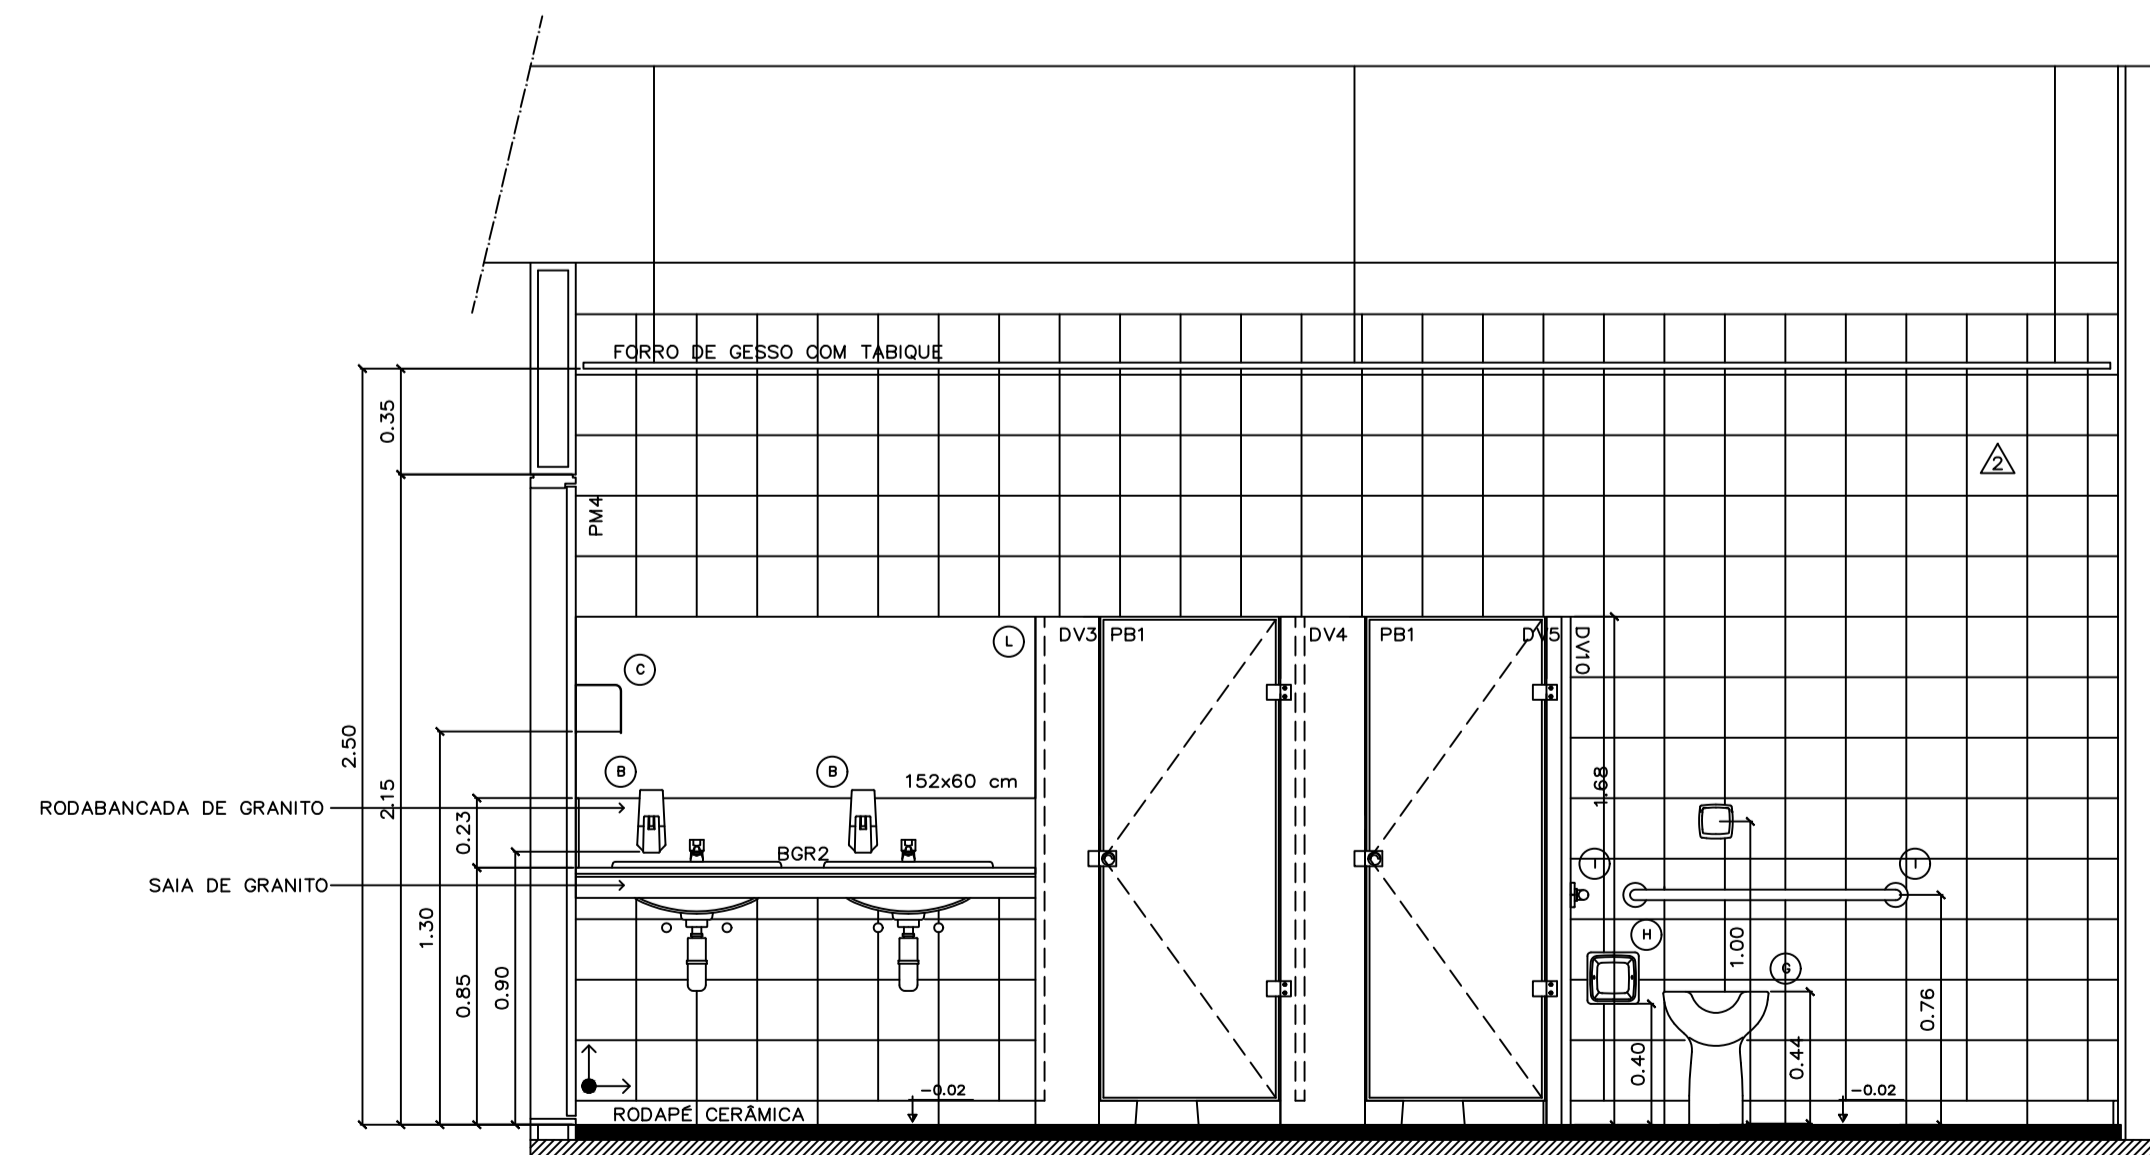 FORRO DE GESSO COM TABIQUE
0.35
2
PM4
DV3
PB1
DV4
PB1
DV5
DV10
L
C
2.50
2.15
1.68
B
B
152x60 cm
RODABANCADA DE GRANITO
0.23
BGR2
I
I
SAIA DE GRANITO
1.30
0.85
0.90
H
1.00
G
0.76
0.40
0.44
-0.02
-0.02
RODAPÉ CERÂMICA